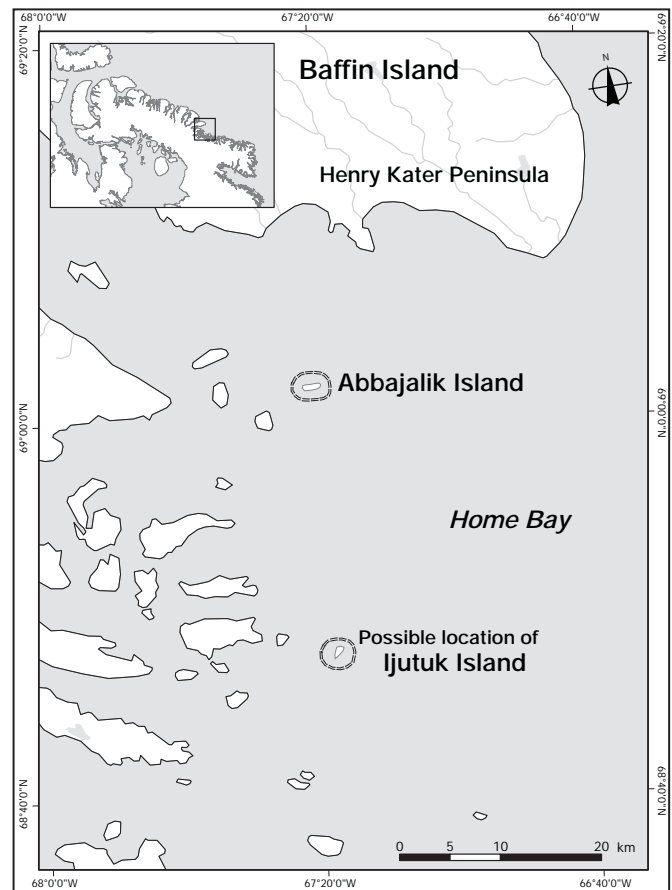 68°0'0"W
67°20'0"W
66°40'0"W
69°20'0"N
69°20'0"N
N
Baffin Island
Henry Kater Peninsula
Abbajalik Island
69°00'0"N
69°00'0"N
Home Bay
Possible location of
Ijutuk Island
68°40'0"N
68°40'0"N
0 5 10 20 km
68°0'0"W
67°20'0"W
66°40'0"W